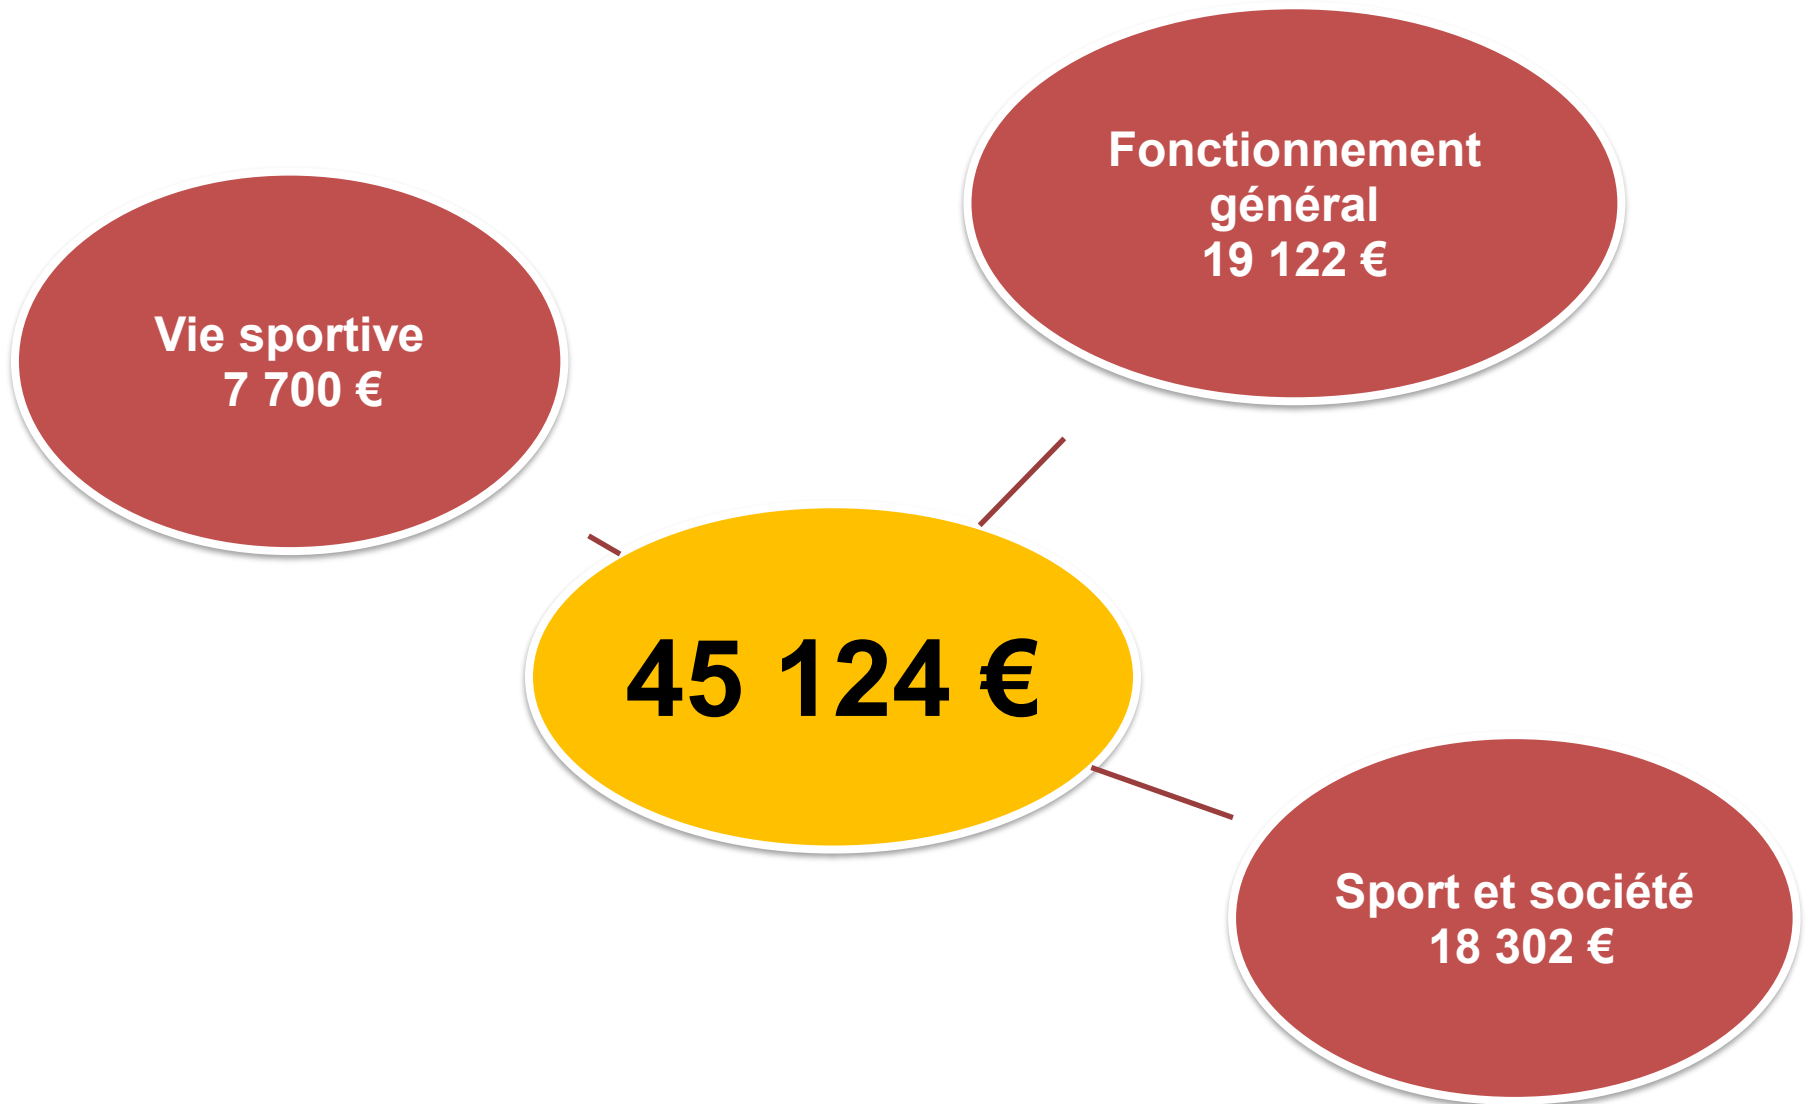 Fonctionnement
général
19 122 €
Vie sportive
7 700 €
45 124 €
Sport et société
18 302 €